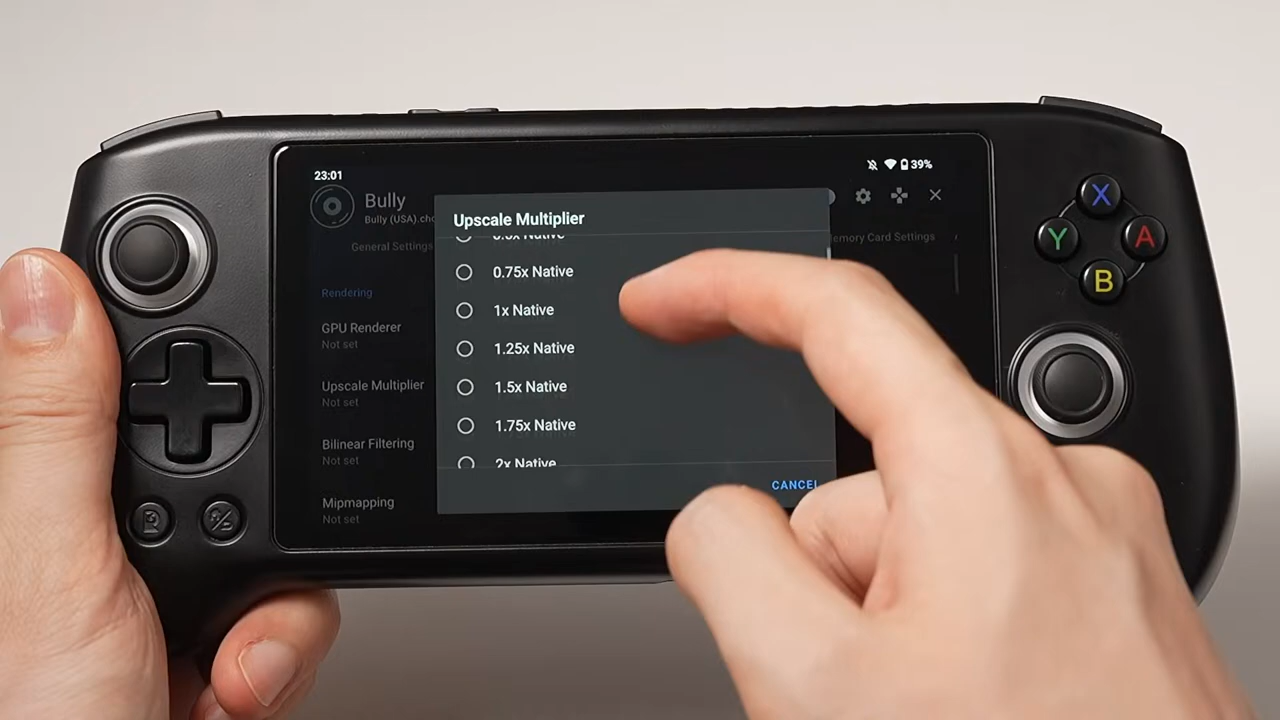 23:01
39%
Bully
Bully (USA).
Upscale Multiplier
General Settings
Memory Card Settings
0.75x Native
Rendering
1x Native
GPU Renderer
Not set
1.25x Native
Upscale Multiplier
Not set
1.5x Native
1.75x Native
Bilinear Filtering
Not set
2x Native
CANCEL
Mipmapping
Not set
X
Y
A
B